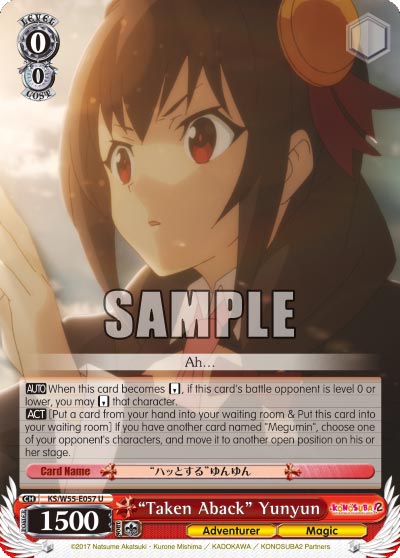 LEVEL
0
0
COST
SAMPLE
Ah…
AUTO When this card becomes [,], if this card's battle opponent is level 0 or
lower, you may [,] that character.
ACT [Put a card from your hand into your waiting room & Put this card into
your waiting room] If you have another card named "Megumin", choose one
of your opponent's characters, and move it to another open position on his or
her stage.
Card Name
"ハッとする"ゆんゆん
CH KS/W55-E057 U
POWER
1500
"Taken Aback" Yunyun
KONOSUBA 2
Adventurer
Magic
©2017 Natsume Akatsuki・Kurone Mishima / KADOKAWA / KONOSUBA2 Partners